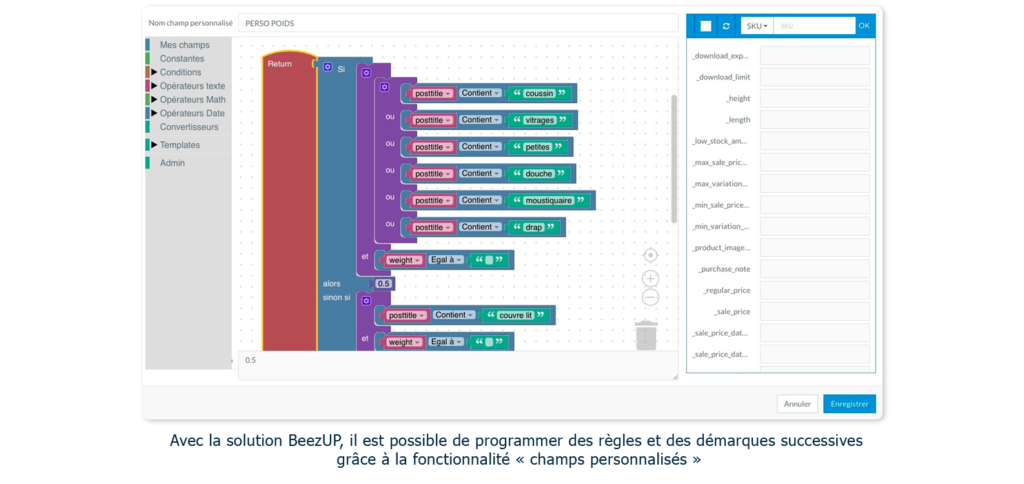 Nom champ personnalisé
PERSO POIDS
Mes champs
Constantes
Conditions
Opérateurs texte
Opérateurs Math
Opérateurs Date
Convertisseurs
Templates
Admin
Return
Si
posttitle Contient “ coussin ”
ou
posttitle Contient “ vitrages ”
ou
posttitle Contient “ petites ”
ou
posttitle Contient “ douche ”
ou
posttitle Contient “ moustiquaire ”
ou
posttitle Contient “ drap ”
et
weight Egal à “ ”
alors
0.5
sinon si
posttitle Contient “ couvre lit ”
et
weight Egal à “ ”
0.5
SKU
SKU
OK
_download_exp...
_download_limit
_height
_length
_low_stock_am...
_max_sale_pric...
_max_variation...
_min_sale_price...
_min_variation_...
_product_image...
_purchase_note
_regular_price
_sale_price
_sale_price_dat...
_sale_price_dat...
Annuler
Enregistrer
Avec la solution BeezUP, il est possible de programmer des règles et des démarques successives
grâce à la fonctionnalité « champs personnalisés »